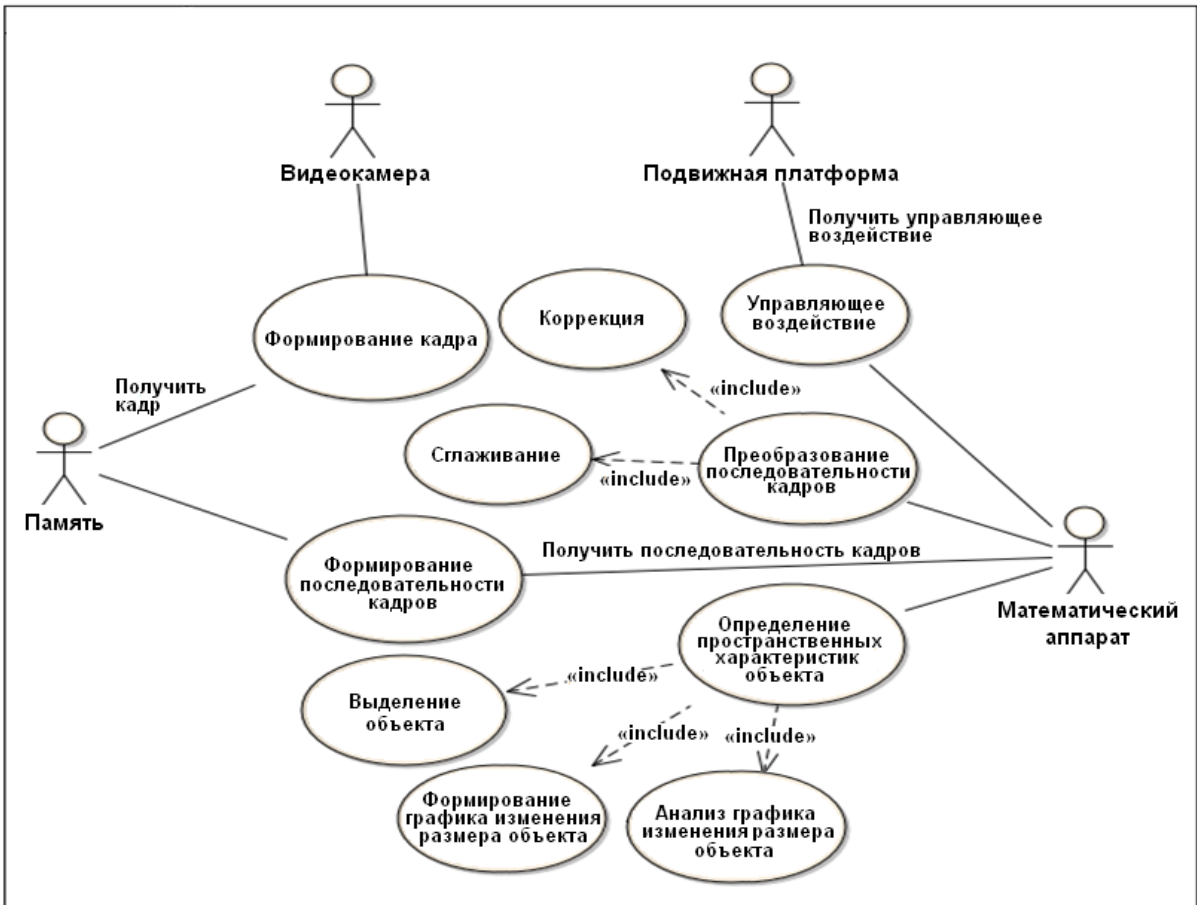 Видеокамера
Подвижная платформа
Получить управляющее
воздействие
Формирование кадра
Коррекция
Управляющее
воздействие
Получить
кадр
«include»
Память
Сглаживание
«include»
Преобразование
последовательности
кадров
Формирование
последовательности
кадров
Получить последовательность кадров
Математический
аппарат
Определение
пространственных
характеристик
объекта
«include»
Выделение
объекта
«include»
«include»
Формирование
графика изменения
размера объекта
Анализ графика
изменения размера
объекта